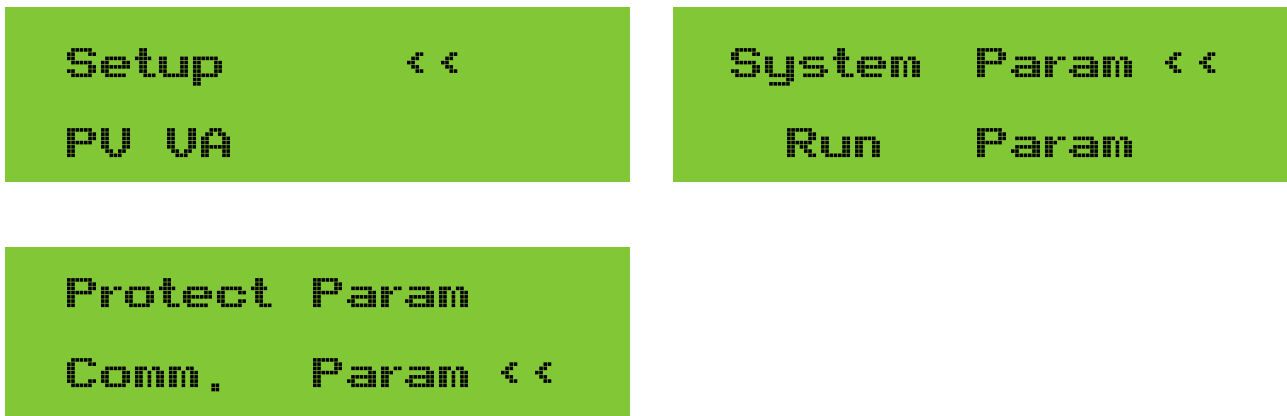 Setup <<
PV VA
System Param <<
Run Param
Protect Param
Comm. Param <<